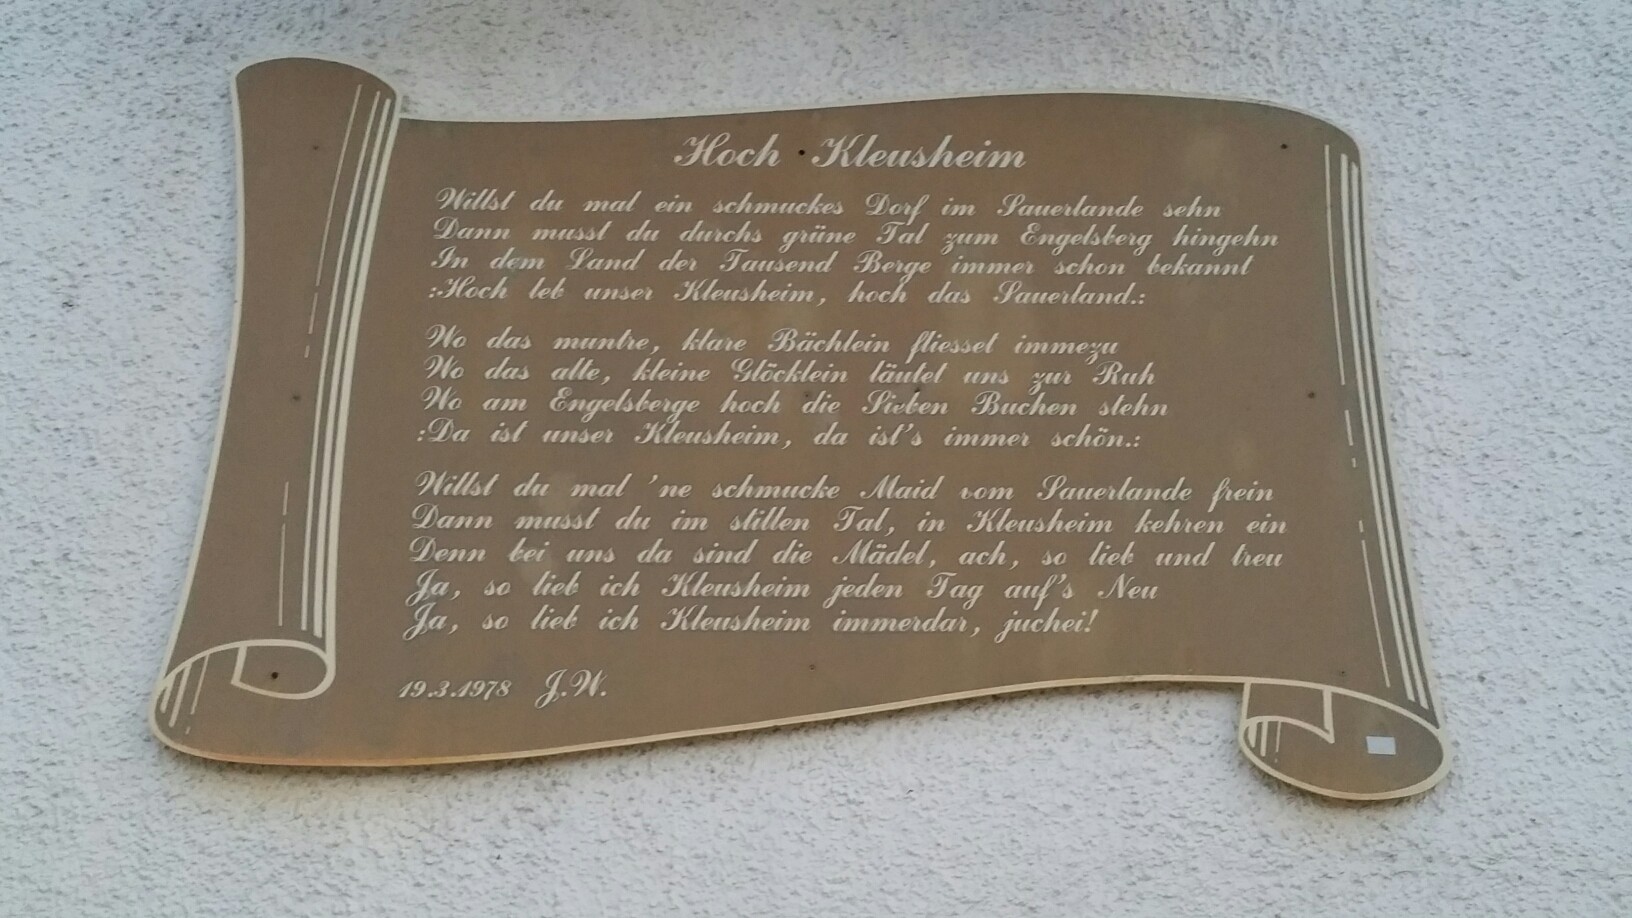 Hoch Kleusheim
Willst du mal ein schmuckes Dorf im Sauerlande sehn
Dann musst du durchs grüne Tal zum Engelsberg hingehn
In dem Land der Tausend Berge immer schon bekannt
:Hoch leb unser Kleusheim, hoch das Sauerland.:
Wo das muntre, klare Bächlein fliesset immezu
Wo das alte, kleine Glöcklein läutet uns zur Ruh
Wo am Engelsberge hoch die Sieben Buchen stehn
:Da ist unser Kleusheim, da ist's immer schön.:
Willst du mal 'ne schmucke Maid vom Sauerlande frein
Dann musst du im stillen Tal, in Kleusheim kehren ein
Denn bei uns da sind die Mädel, ach, so lieb und treu
Ja, so lieb ich Kleusheim jeden Tag auf's Neu
Ja, so lieb ich Kleusheim immerdar, juchei!
19.3.1978 J.W.